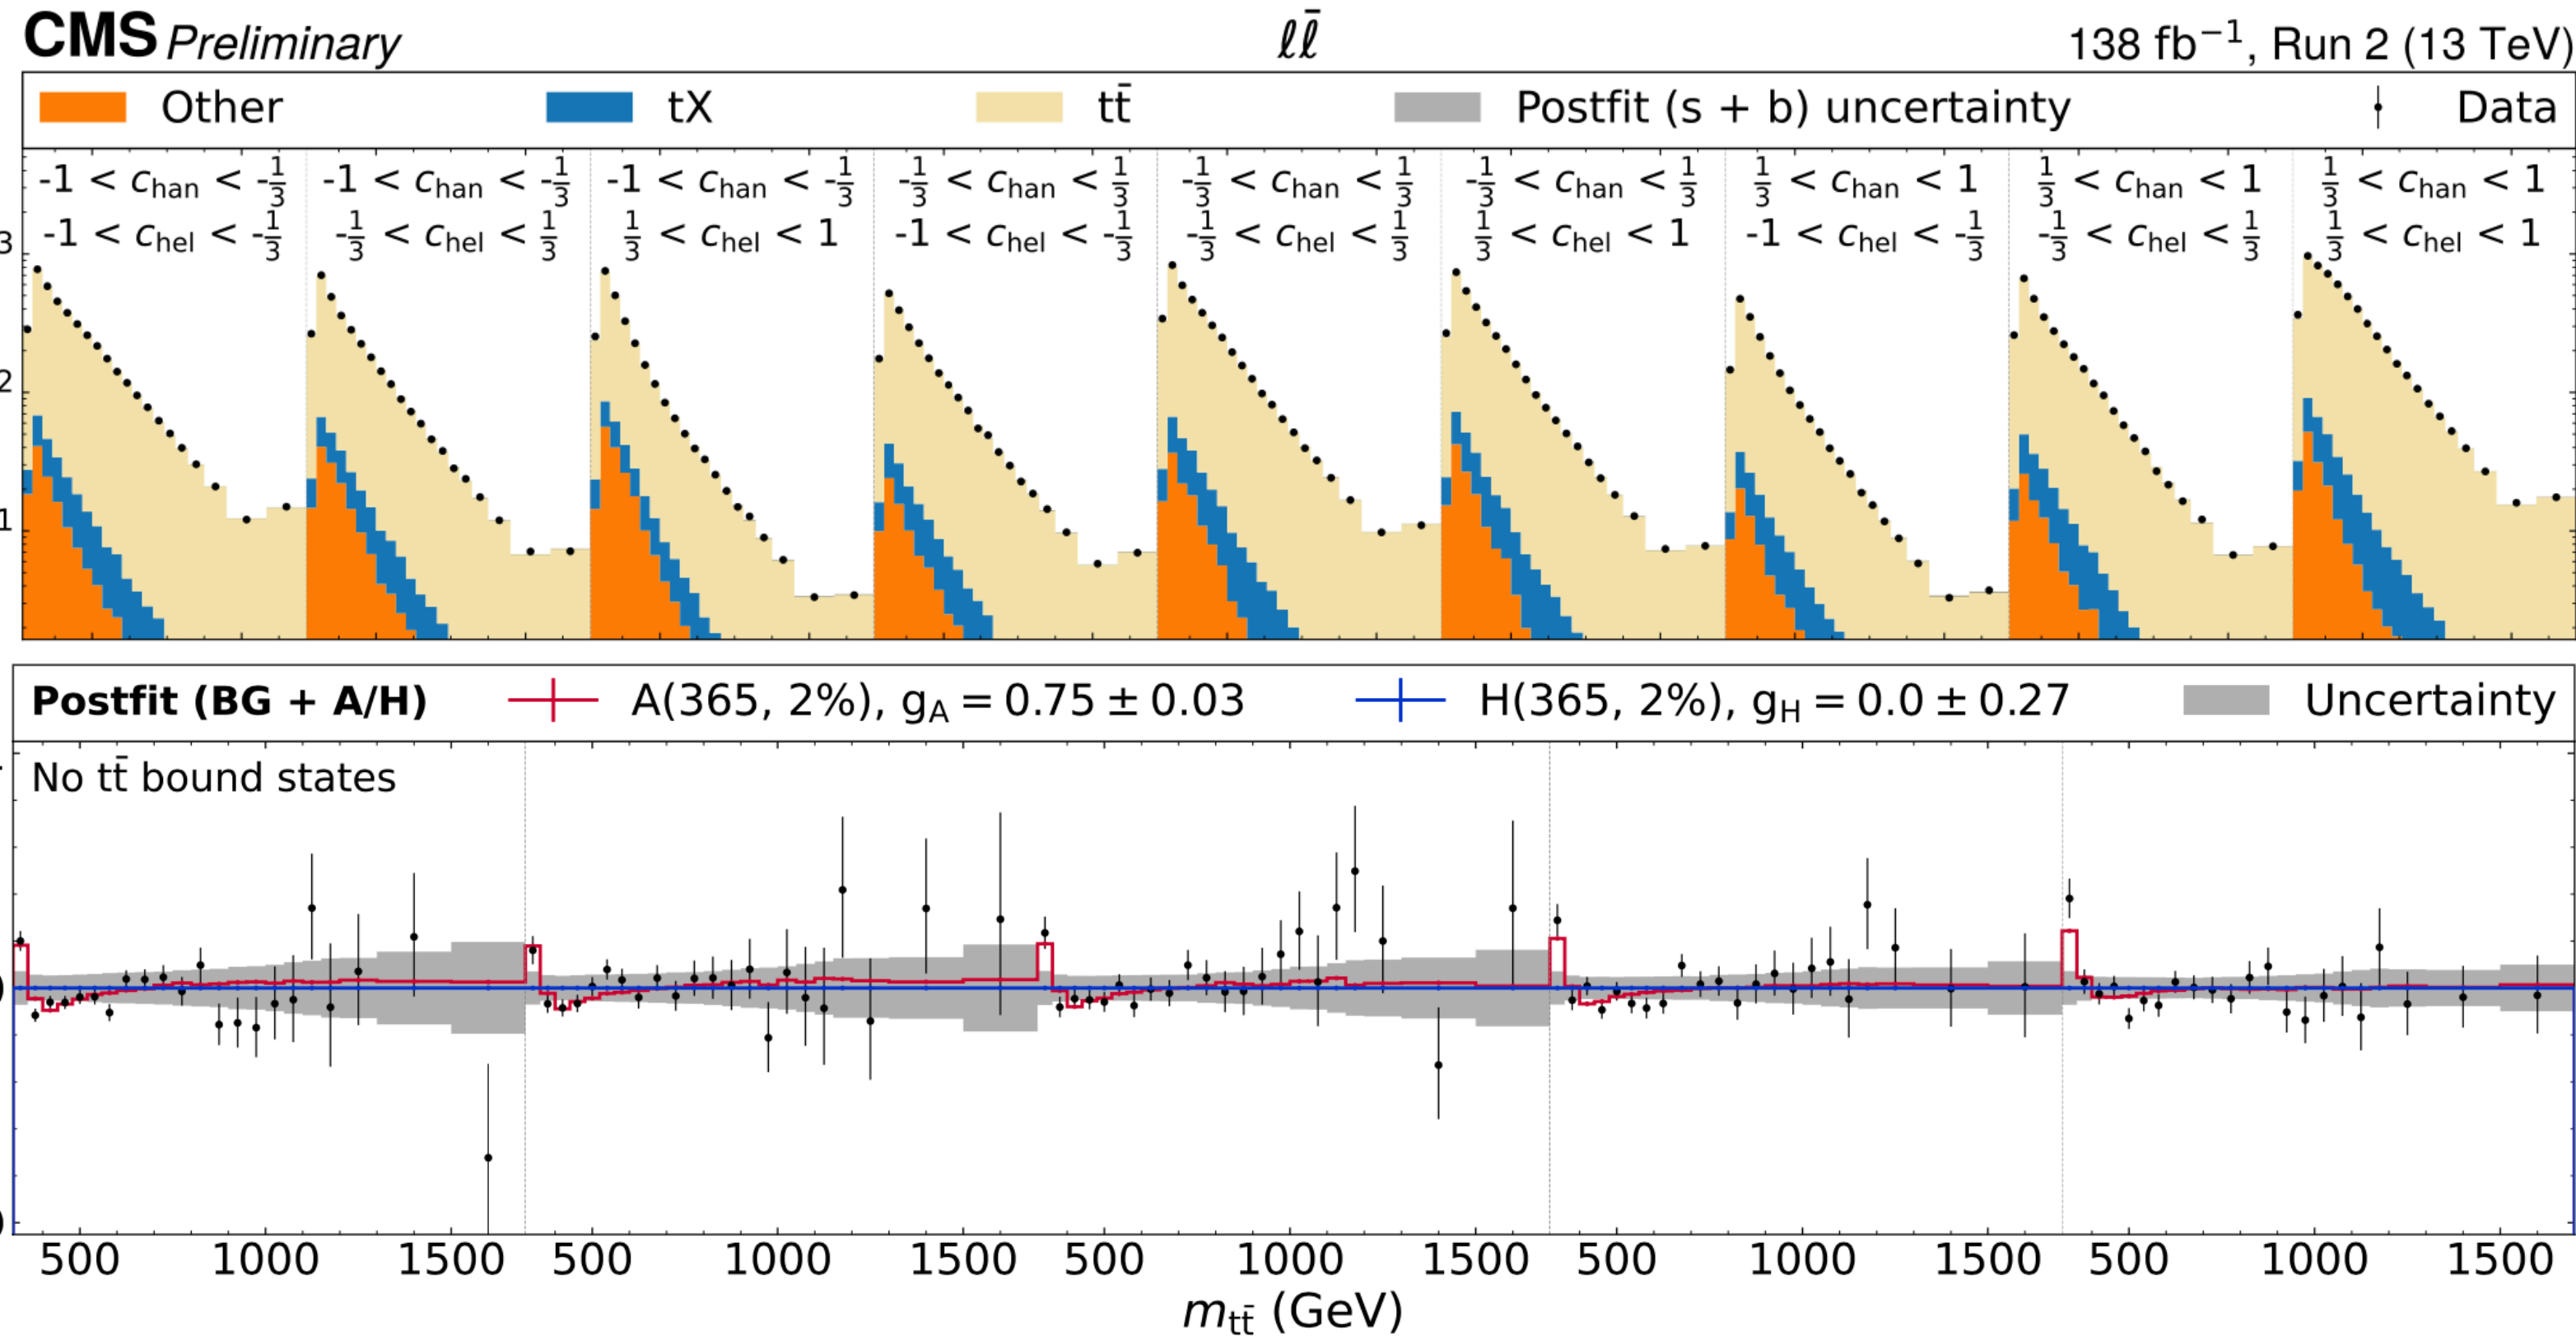 CMS Preliminary ℓℓ̄ 138 fb⁻¹, Run 2 (13 TeV)
Other tX tt̄ Postfit (s + b) uncertainty Data
-1 < c_han < -1/3 -1 < c_han < -1/3 -1 < c_han < -1/3 -1/3 < c_han < 1/3 -1/3 < c_han < 1/3 -1/3 < c_han < 1/3 1/3 < c_han < 1 1/3 < c_han < 1 1/3 < c_han < 1
-1 < c_hel < -1/3 -1/3 < c_hel < 1/3 1/3 < c_hel < 1 -1 < c_hel < -1/3 -1/3 < c_hel < 1/3 1/3 < c_hel < 1 -1 < c_hel < -1/3 -1/3 < c_hel < 1/3 1/3 < c_hel < 1
3
2
1
Postfit (BG + A/H) A(365, 2%), g_A = 0.75 ± 0.03 H(365, 2%), g_H = 0.0 ± 0.27 Uncertainty
No tt̄ bound states
500 1000 1500 500 1000 1500 500 1000 1500 500 1000 1500 500 1000 1500
m_tt̄ (GeV)